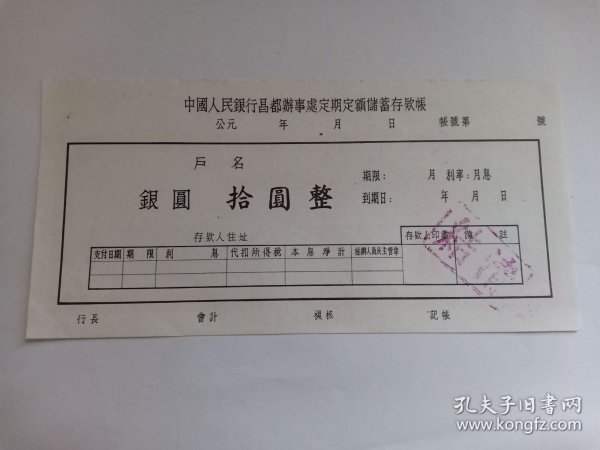 中國人民銀行昌都辦事處定期定額儲蓄存欵帳
公元 年 月 日 帳號第 號
戶名
期限： 月 利率：月息
銀圓 拾圓整
到期日： 年 月 日
存欵人住址
存欵人印鑑 備註
支付日期 期限 利息 代扣所得稅 本息淨計 經辦人員及主管章
行長 會計 複核 記帳
孔夫子旧书网
www.kongfz.com